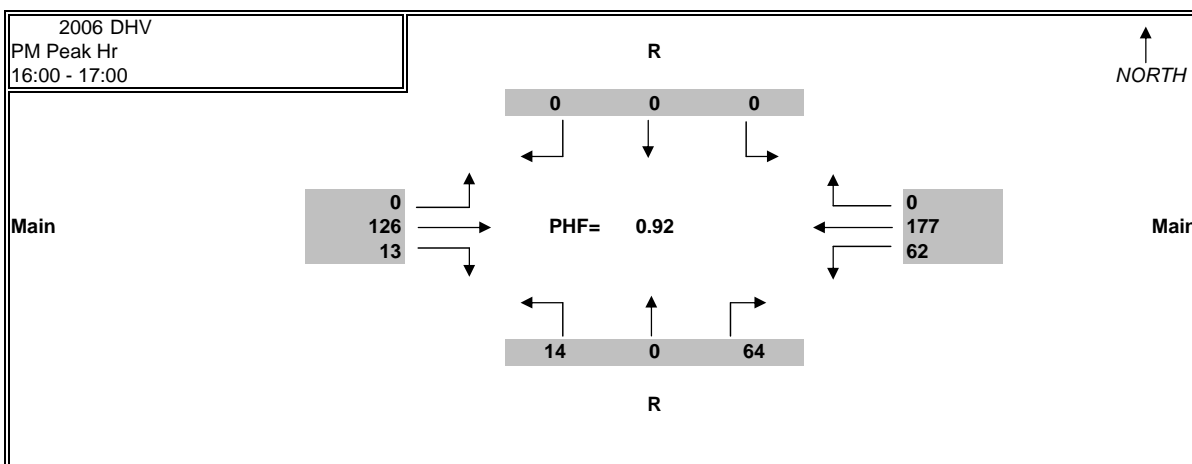 2006 DHV
PM Peak Hr
16:00 - 17:00
R
NORTH
0 0 0
0
126
13
Main
PHF= 0.92
0
177
62
Main
14 0 64
R